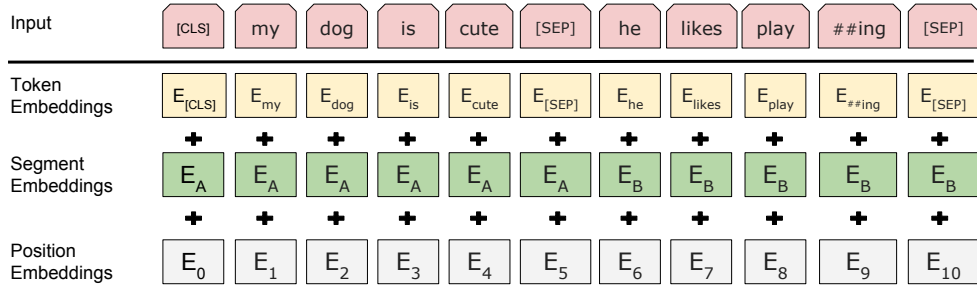 Input [CLS] my dog is cute [SEP] he likes play ##ing [SEP]
Token
Embeddings
E[CLS] Emy Edog Eis Ecute E[SEP] Ehe Elikes Eplay E##ing E[SEP]
+ + + + + + + + + + +
Segment
Embeddings
EA EA EA EA EA EA EB EB EB EB EB
+ + + + + + + + + + +
Position
Embeddings
E0 E1 E2 E3 E4 E5 E6 E7 E8 E9 E10